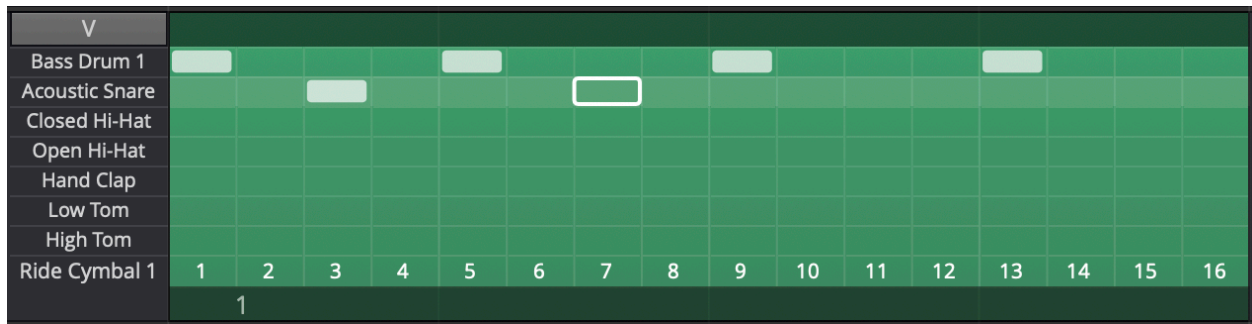 V
Bass Drum 1
Acoustic Snare
Closed Hi-Hat
Open Hi-Hat
Hand Clap
Low Tom
High Tom
Ride Cymbal 1 1 2 3 4 5 6 7 8 9 10 11 12 13 14 15 16
1